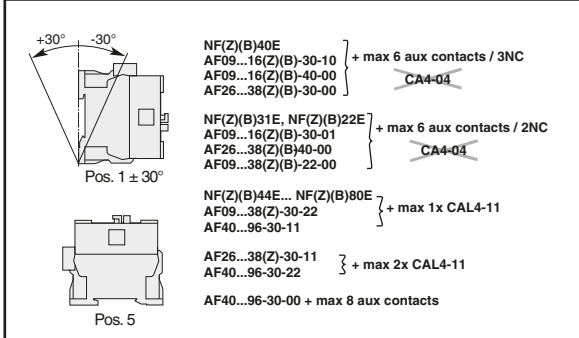 +30° -30°
NF(Z)(B)40E
AF09...16(Z)(B)-30-10
AF09...16(Z)(B)-40-00
AF26...38(Z)(B)-30-00
+ max 6 aux contacts / 3NC
CA4-04
NF(Z)(B)31E, NF(Z)(B)22E
AF09...16(Z)(B)-30-01
AF26...38(Z)(B)40-00
AF09...38(Z)(B)-22-00
+ max 6 aux contacts / 2NC
CA4-04
Pos. 1 ± 30°
NF(Z)(B)44E... NF(Z)(B)80E
AF09...38(Z)-30-22
AF40...96-30-11
+ max 1x CAL4-11
AF26...38(Z)-30-11
AF40...96-30-22
+ max 2x CAL4-11
AF40...96-30-00 + max 8 aux contacts
Pos. 5